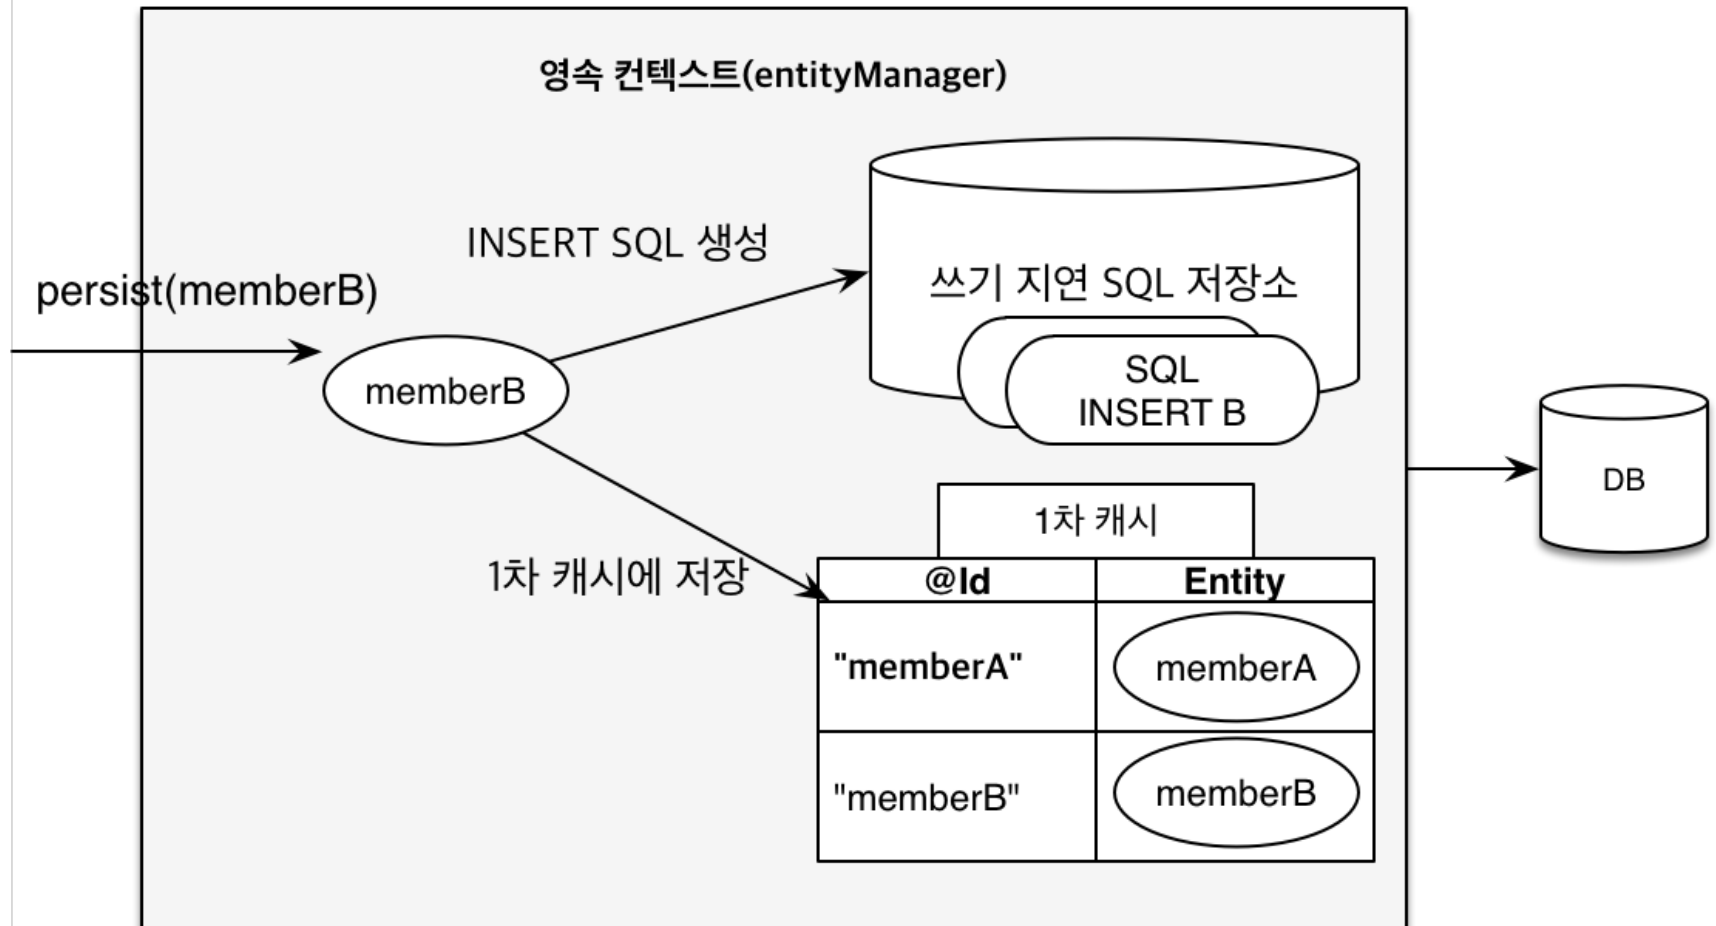 영속 컨텍스트(entityManager)
INSERT SQL 생성
persist(memberB)
memberB
쓰기 지연 SQL 저장소
SQL
INSERT B
DB
1차 캐시
1차 캐시에 저장
@Id Entity
"memberA" memberA
"memberB" memberB